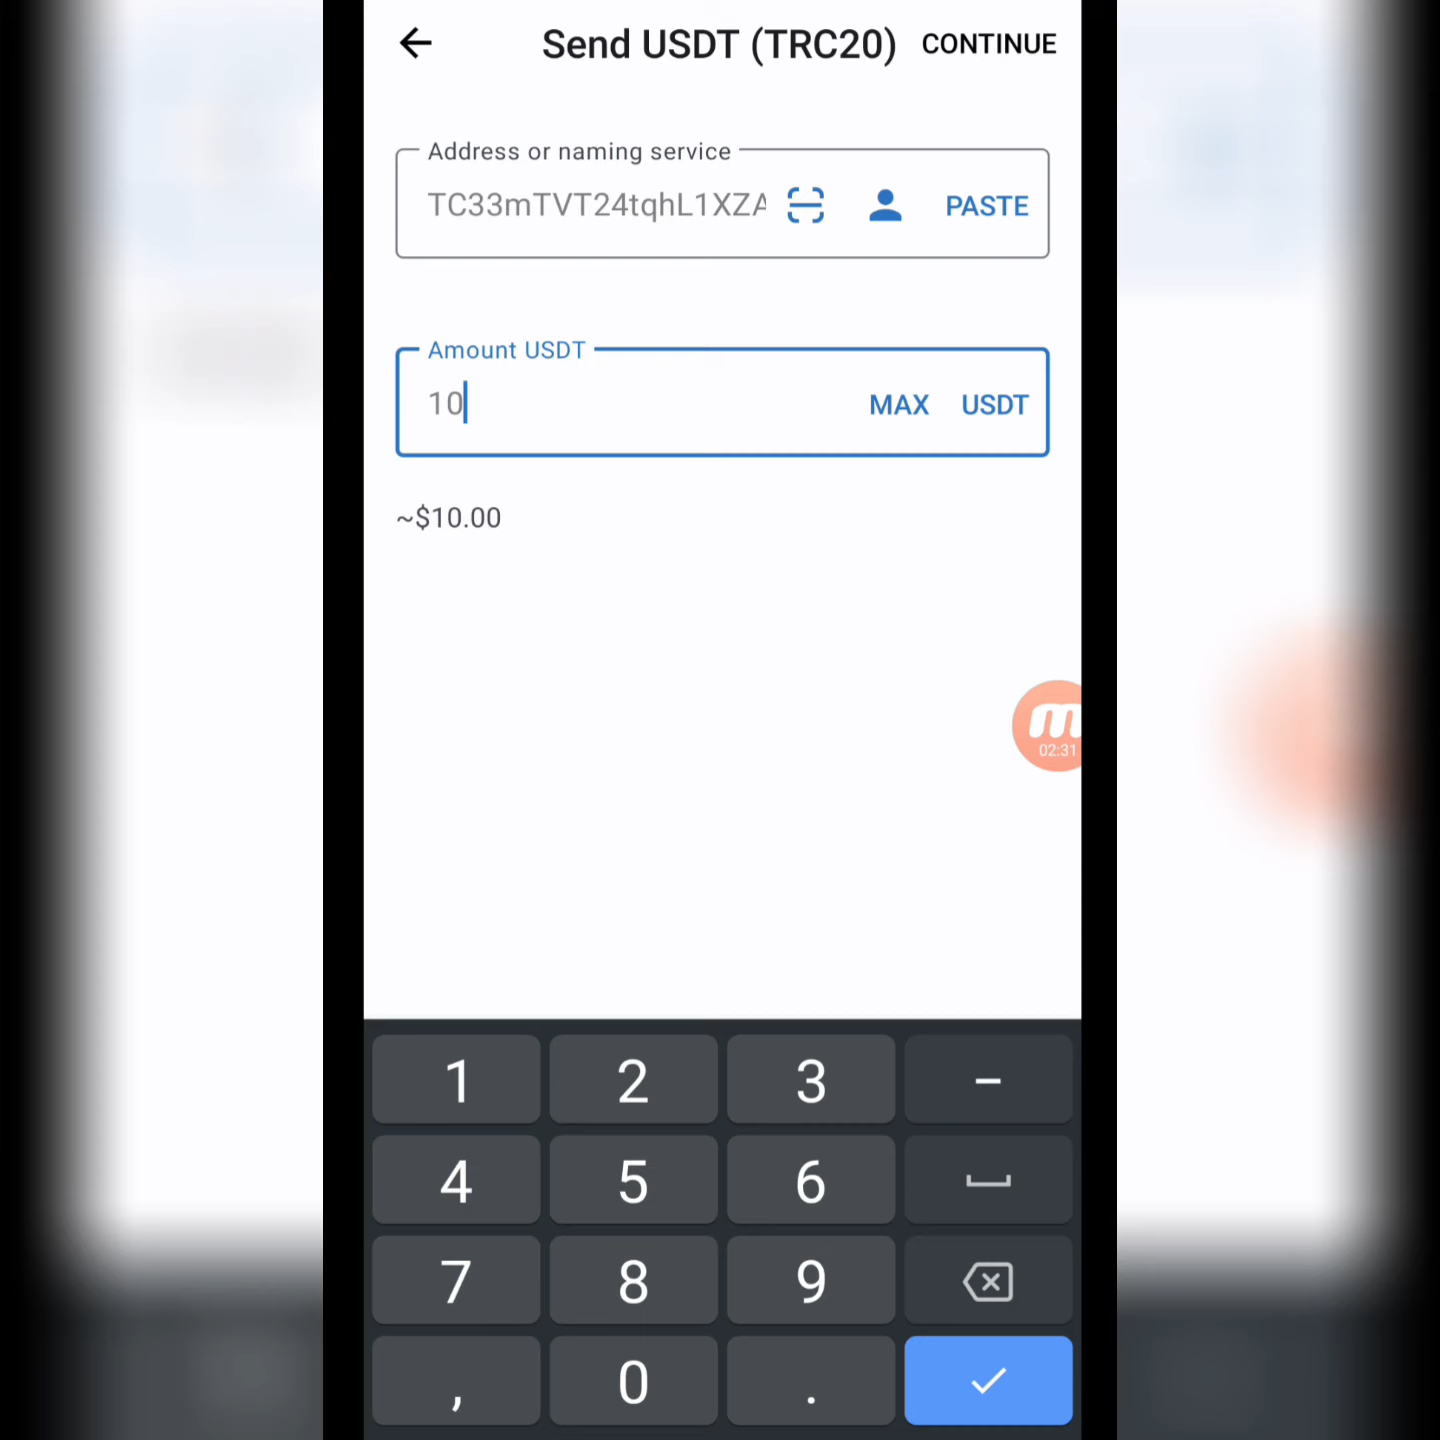 Send USDT (TRC20) CONTINUE
Address or naming service
TC33mTVT24tqhL1XZA PASTE
Amount USDT
10 MAX USDT
~$10.00
m
02:31
1 2 3 –
4 5 6
7 8 9
, 0 .